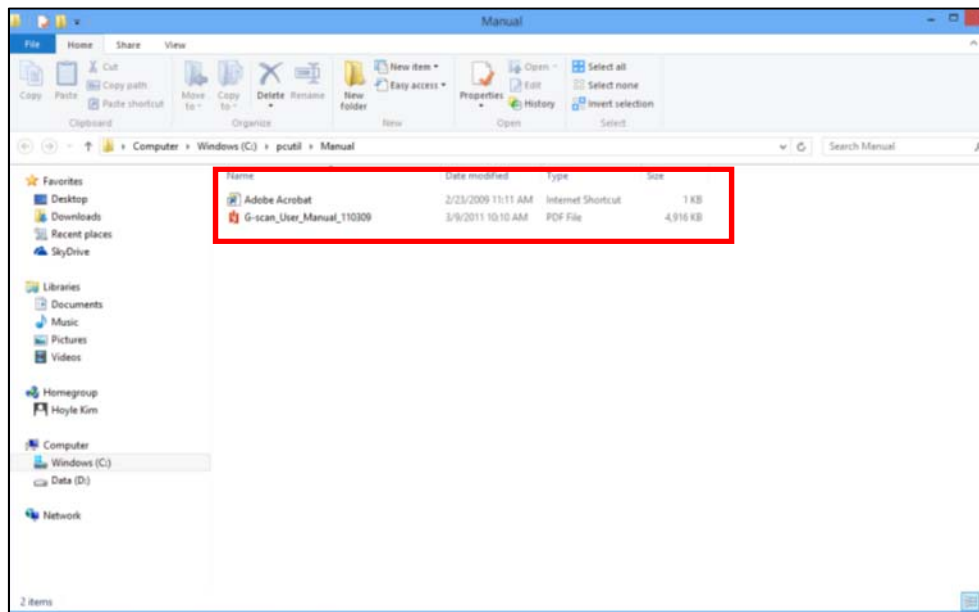 Manual
File Home Share View
Copy
Paste
Cut
Copy path
Paste shortcut
Clipboard
Move to
Copy to
Delete
Rename
Organize
New folder
New item
Easy access
New
Properties
Open
Edit
History
Open
Select all
Select none
Invert selection
Select
Computer Windows (C:) pcutil Manual
Search Manual
Favorites
Desktop
Downloads
Recent places
SkyDrive
Libraries
Documents
Music
Pictures
Videos
Homegroup
Hoyle Kim
Computer
Windows (C:)
Data (D:)
Network
Name Date modified Type Size
Adobe Acrobat 2/23/2009 11:11 AM Internet Shortcut 1 KB
G-scan_User_Manual_110309 3/9/2011 10:10 AM PDF File 4,916 KB
2 items